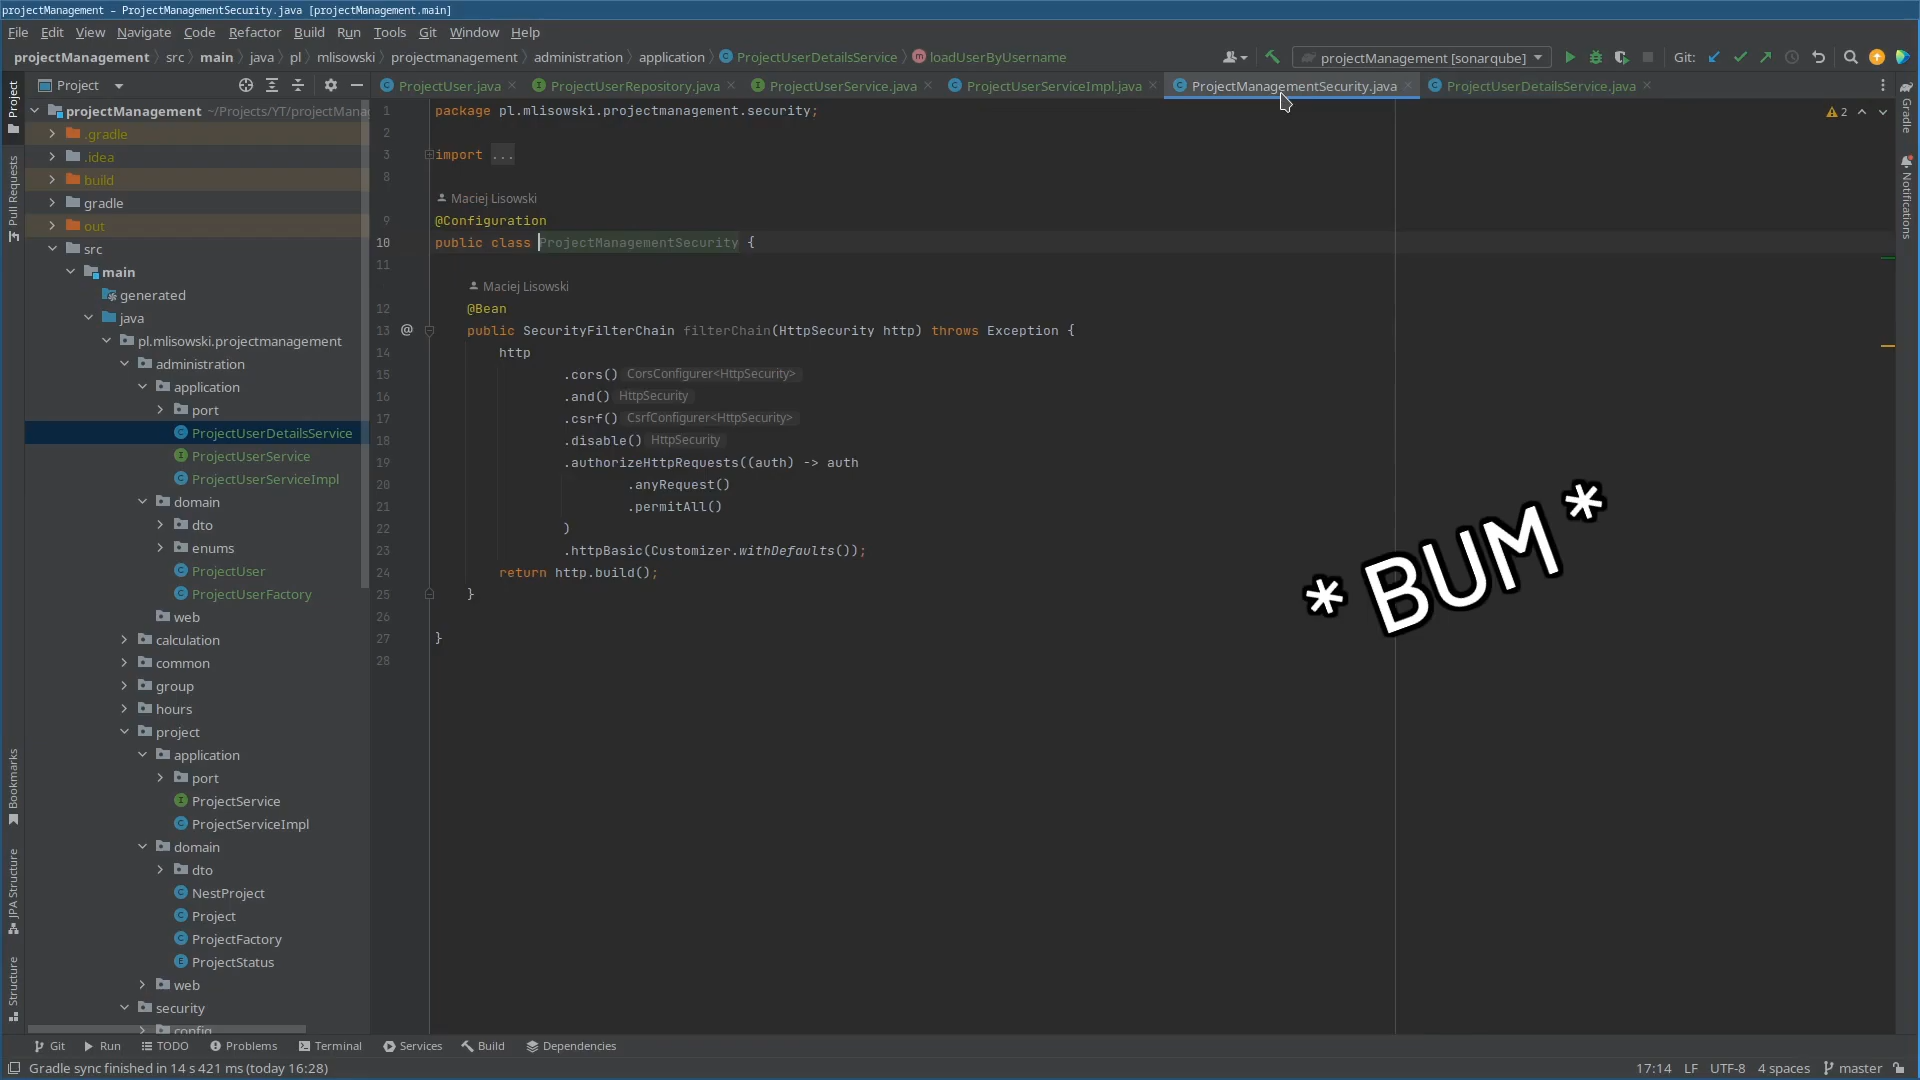 projectManagement – ProjectManagementSecurity.java [projectManagement.main]
File Edit View Navigate Code Refactor Build Run Tools Git Window Help
projectManagement src main java pl mlisowski projectmanagement administration application ProjectUserDetailsService loadUserByUsername projectManagement [sonarqube] Git:
Project ProjectUser.java ProjectUserRepository.java ProjectUserService.java ProjectUserServiceImpl.java ProjectManagementSecurity.java ProjectUserDetailsService.java
Project
Pull Requests
Bookmarks
JPA Structure
Structure
projectManagement ~/Projects/YT/projectMana
.gradle
.idea
build
gradle
out
src
main
generated
java
pl.mlisowski.projectmanagement
administration
application
port
ProjectUserDetailsService
ProjectUserService
ProjectUserServiceImpl
domain
dto
enums
ProjectUser
ProjectUserFactory
web
calculation
common
group
hours
project
application
port
ProjectService
ProjectServiceImpl
domain
dto
NestProject
Project
ProjectFactory
ProjectStatus
web
security
config
1 package pl.mlisowski.projectmanagement.security;
2
3 import ...
8
Maciej Lisowski
9 @Configuration
10 public class ProjectManagementSecurity {
11
Maciej Lisowski
12 @Bean
13 @ public SecurityFilterChain filterChain(HttpSecurity http) throws Exception {
14 http
15 .cors() CorsConfigurer<HttpSecurity>
16 .and() HttpSecurity
17 .csrf() CsrfConfigurer<HttpSecurity>
18 .disable() HttpSecurity
19 .authorizeHttpRequests((auth) -> auth
20 .anyRequest()
21 .permitAll()
22 )
23 .httpBasic(Customizer.withDefaults());
24 return http.build();
25 }
26
27 }
28
2
*BUM*
Gradle
Notifications
Git Run TODO Problems Terminal Services Build Dependencies
Gradle sync finished in 14 s 421 ms (today 16:28) 17:14 LF UTF-8 4 spaces master